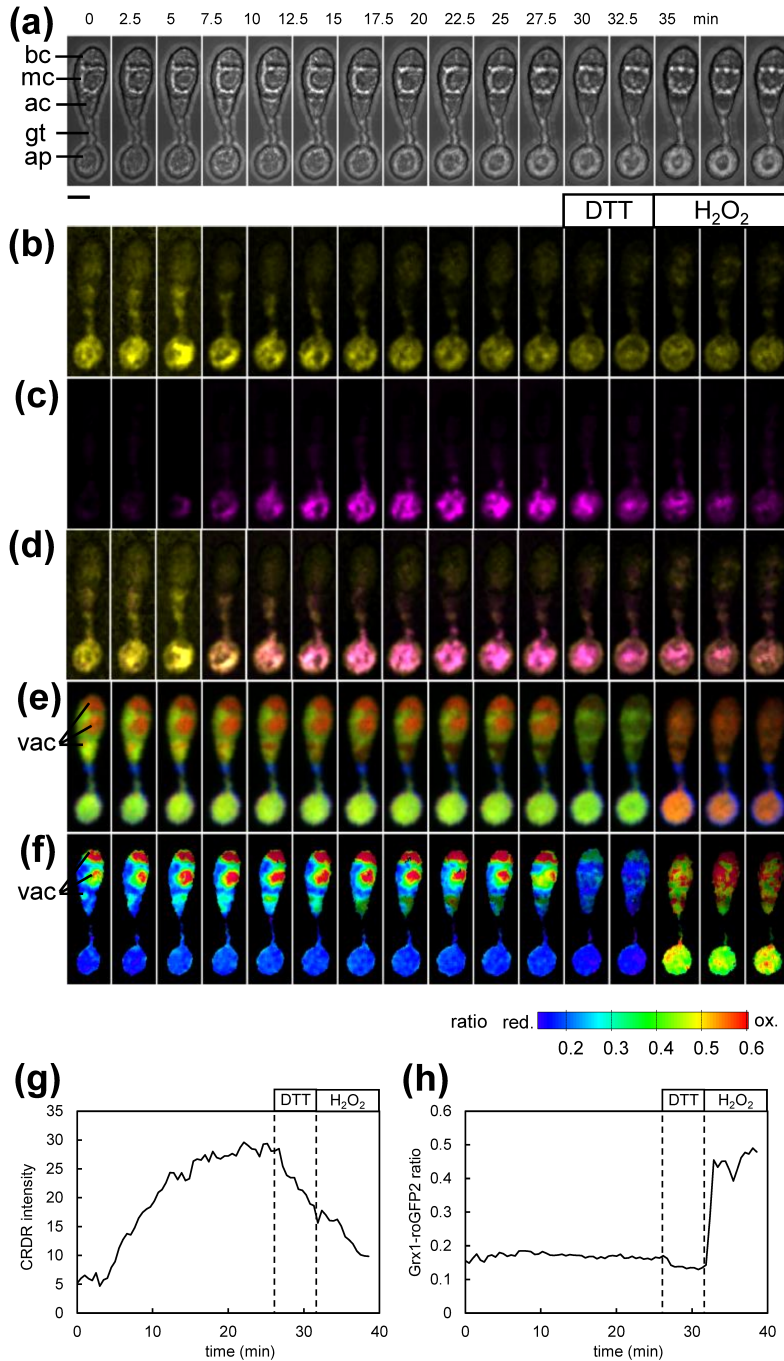 (a) 0 2.5 5 7.5 10 12.5 15 17.5 20 22.5 25 27.5 30 32.5 35 min
bc
mc
ac
gt
ap
DTT H₂O₂
(b)
(c)
(d)
(e)
vac
(f)
vac
ratio red. ox.
0.2 0.3 0.4 0.5 0.6
(g)
DTT H₂O₂
35
30
25
20
15
10
5
0
CRDR intensity
0 10 20 30 40
time (min)
(h)
DTT H₂O₂
0.6
0.5
0.4
0.3
0.2
0.1
0
Grx1-roGFP2 ratio
0 10 20 30 40
time (min)